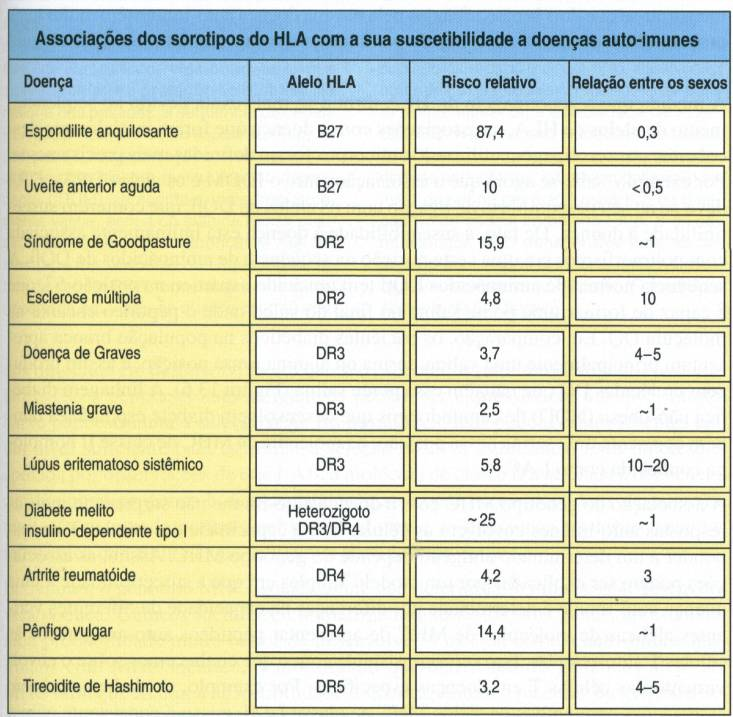 Associações dos sorotipos do HLA com a sua suscetibilidade a doenças auto-imunes
Doença Alelo HLA Risco relativo Relação entre os sexos
Espondilite anquilosante B27 87,4 0,3
Uveíte anterior aguda B27 10 <0,5
Síndrome de Goodpasture DR2 15,9 ~1
Esclerose múltipla DR2 4,8 10
Doença de Graves DR3 3,7 4–5
Miastenia grave DR3 2,5 ~1
Lúpus eritematoso sistêmico DR3 5,8 10–20
Diabete melito
insulino-dependente tipo I Heterozigoto
DR3/DR4 ~25 ~1
Artrite reumatóide DR4 4,2 3
Pênfigo vulgar DR4 14,4 ~1
Tireoidite de Hashimoto DR5 3,2 4–5